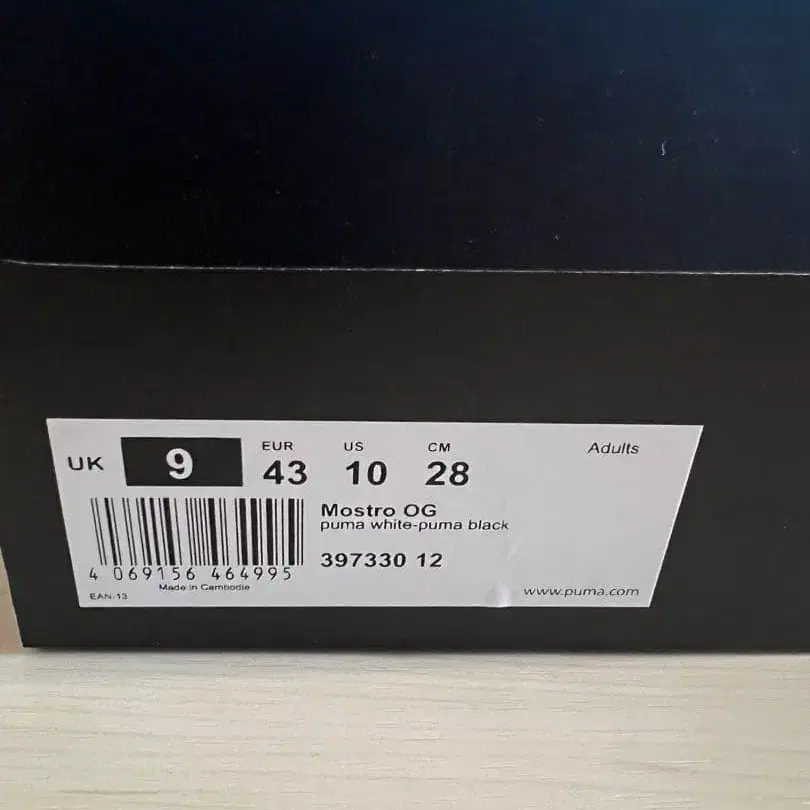 UK 9 EUR 43 US 10 CM 28 Adults
Mostro OG
puma white-puma black
397330 12
4 069156 464995
Made in Cambodia
EAN-13
www.puma.com